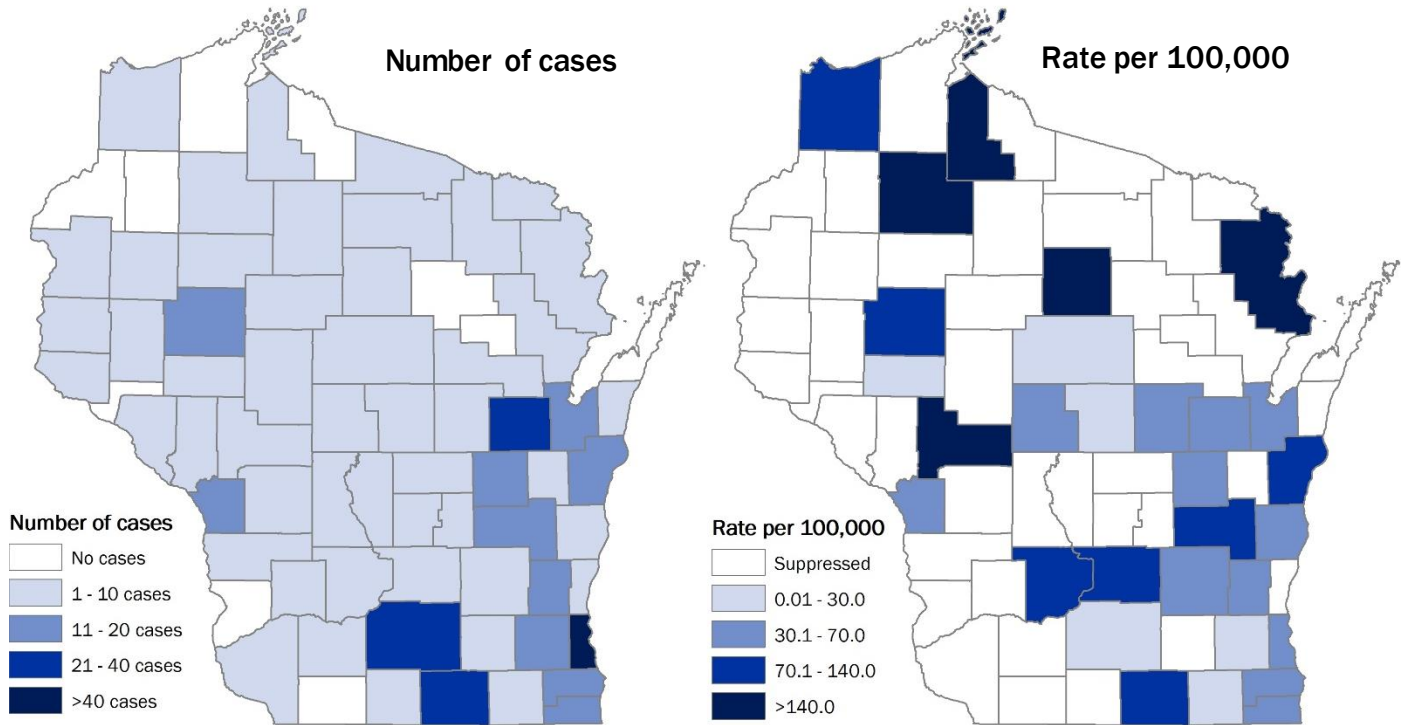 Number of cases
Rate per 100,000
Number of cases
No cases
1 - 10 cases
11 - 20 cases
21 - 40 cases
>40 cases
Rate per 100,000
Suppressed
0.01 - 30.0
30.1 - 70.0
70.1 - 140.0
>140.0